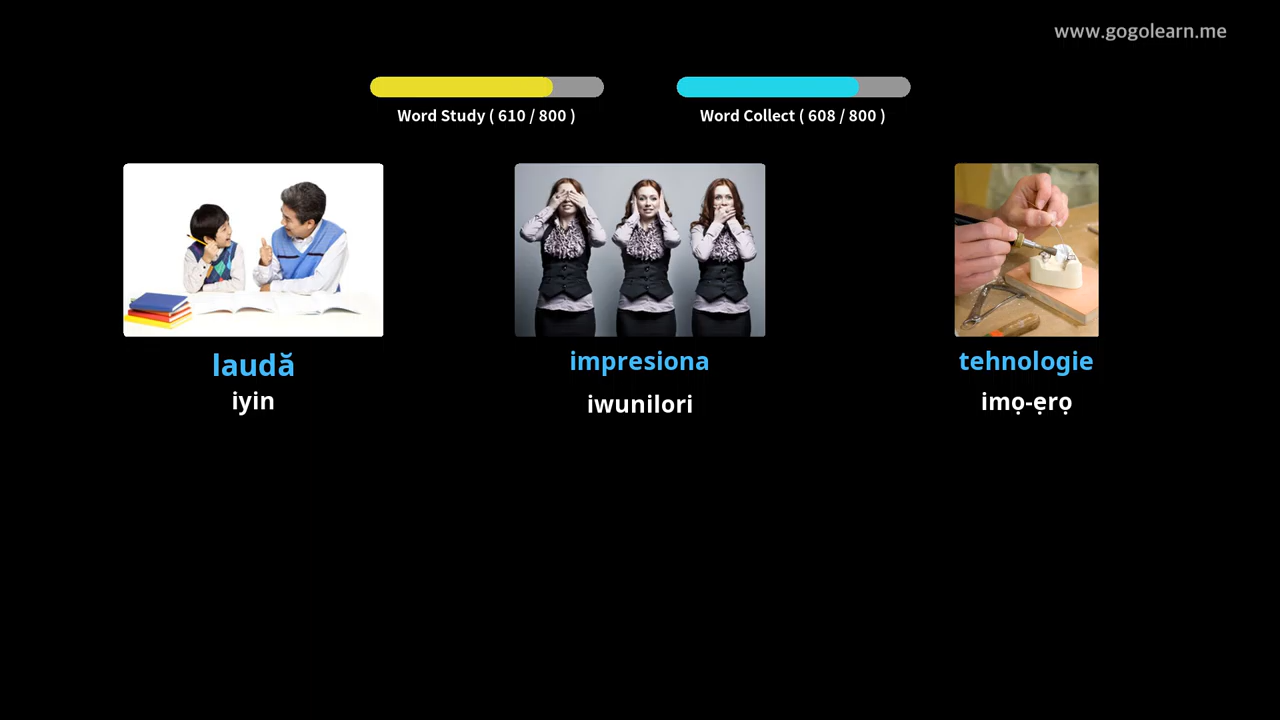 www.gogolearn.me
Word Study ( 610 / 800 )
Word Collect ( 608 / 800 )
laudă
impresiona
tehnologie
iyin
iwunilori
imọ-ẹrọ